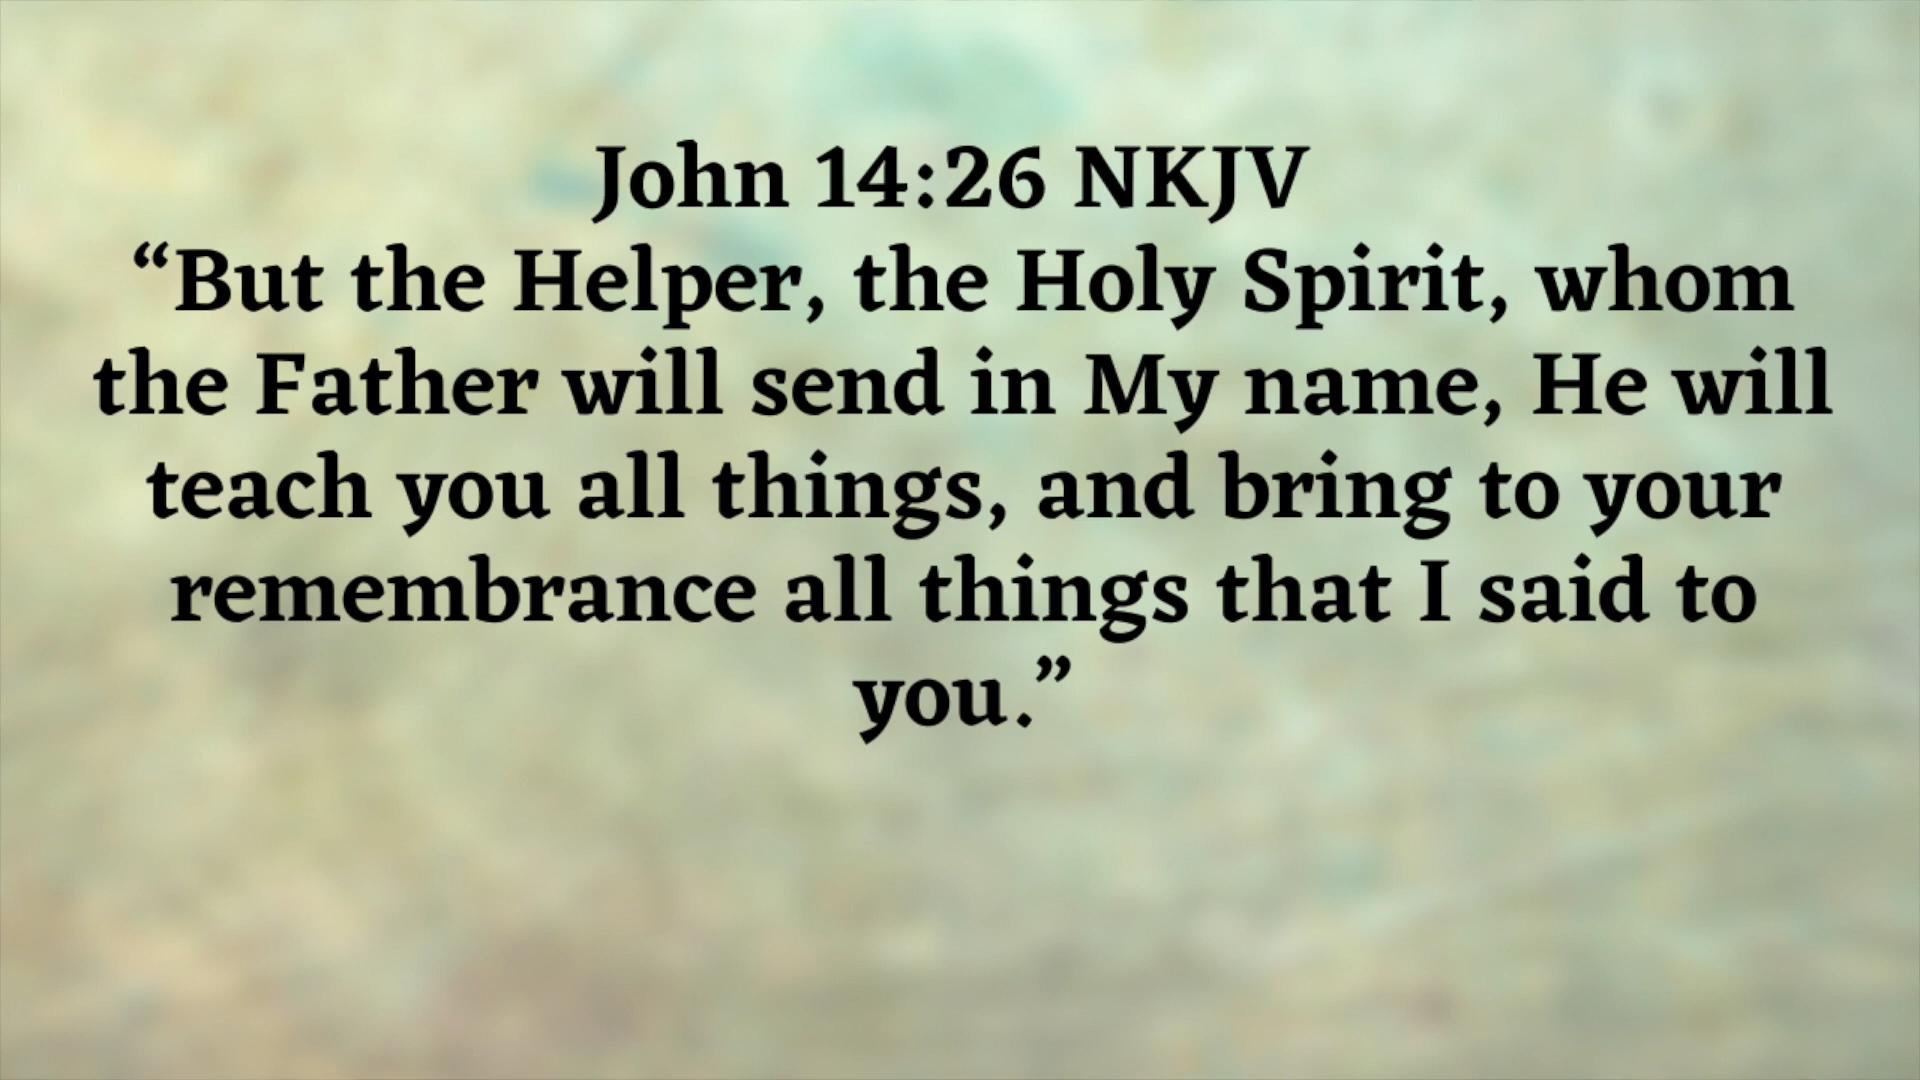 John 14:26 NKJV
“But the Helper, the Holy Spirit, whom
the Father will send in My name, He will
teach you all things, and bring to your
remembrance all things that I said to
you.”